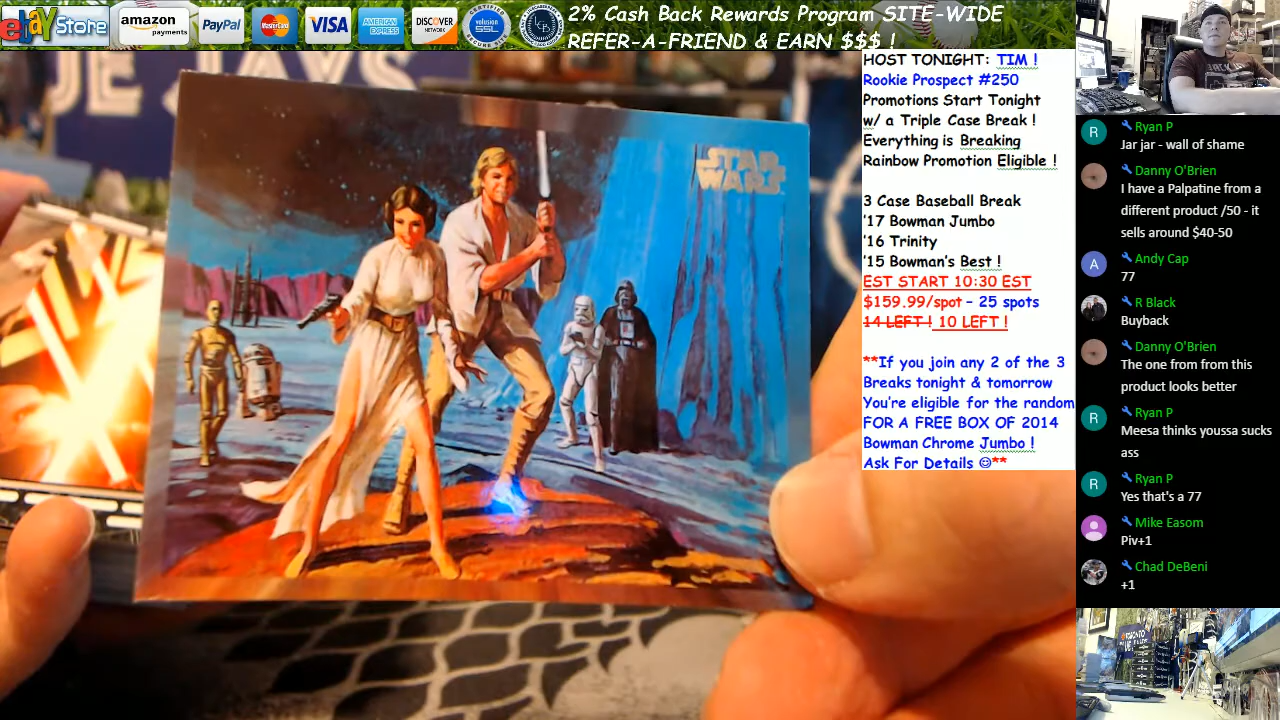 ebay Store
amazon
payments
PayPal
MasterCard
VISA
AMERICAN
EXPRESS
DISCOVER
NETWORK
volusion
SSL
2% Cash Back Rewards Program SITE-WIDE
REFER-A-FRIEND & EARN $$$ !
HOST TONIGHT: TIM !
Rookie Prospect #250
Promotions Start Tonight
w/ a Triple Case Break !
Everything is Breaking
Rainbow Promotion Eligible !
3 Case Baseball Break
'17 Bowman Jumbo
'16 Trinity
'15 Bowman's Best !
EST START 10:30 EST
$159.99/spot – 25 spots
14 LEFT ! 10 LEFT !
**If you join any 2 of the 3
Breaks tonight & tomorrow
You're eligible for the random
FOR A FREE BOX OF 2014
Bowman Chrome Jumbo !
Ask For Details ☺**
STAR
WARS
R
Ryan P
Jar jar - wall of shame
Danny O'Brien
I have a Palpatine from a
different product /50 - it
sells around $40-50
A
Andy Cap
77
R Black
Buyback
Danny O'Brien
The one from from this
product looks better
R
Ryan P
Meesa thinks youssa sucks
ass
R
Ryan P
Yes that's a 77
Mike Easom
Piv+1
Chad DeBeni
+1